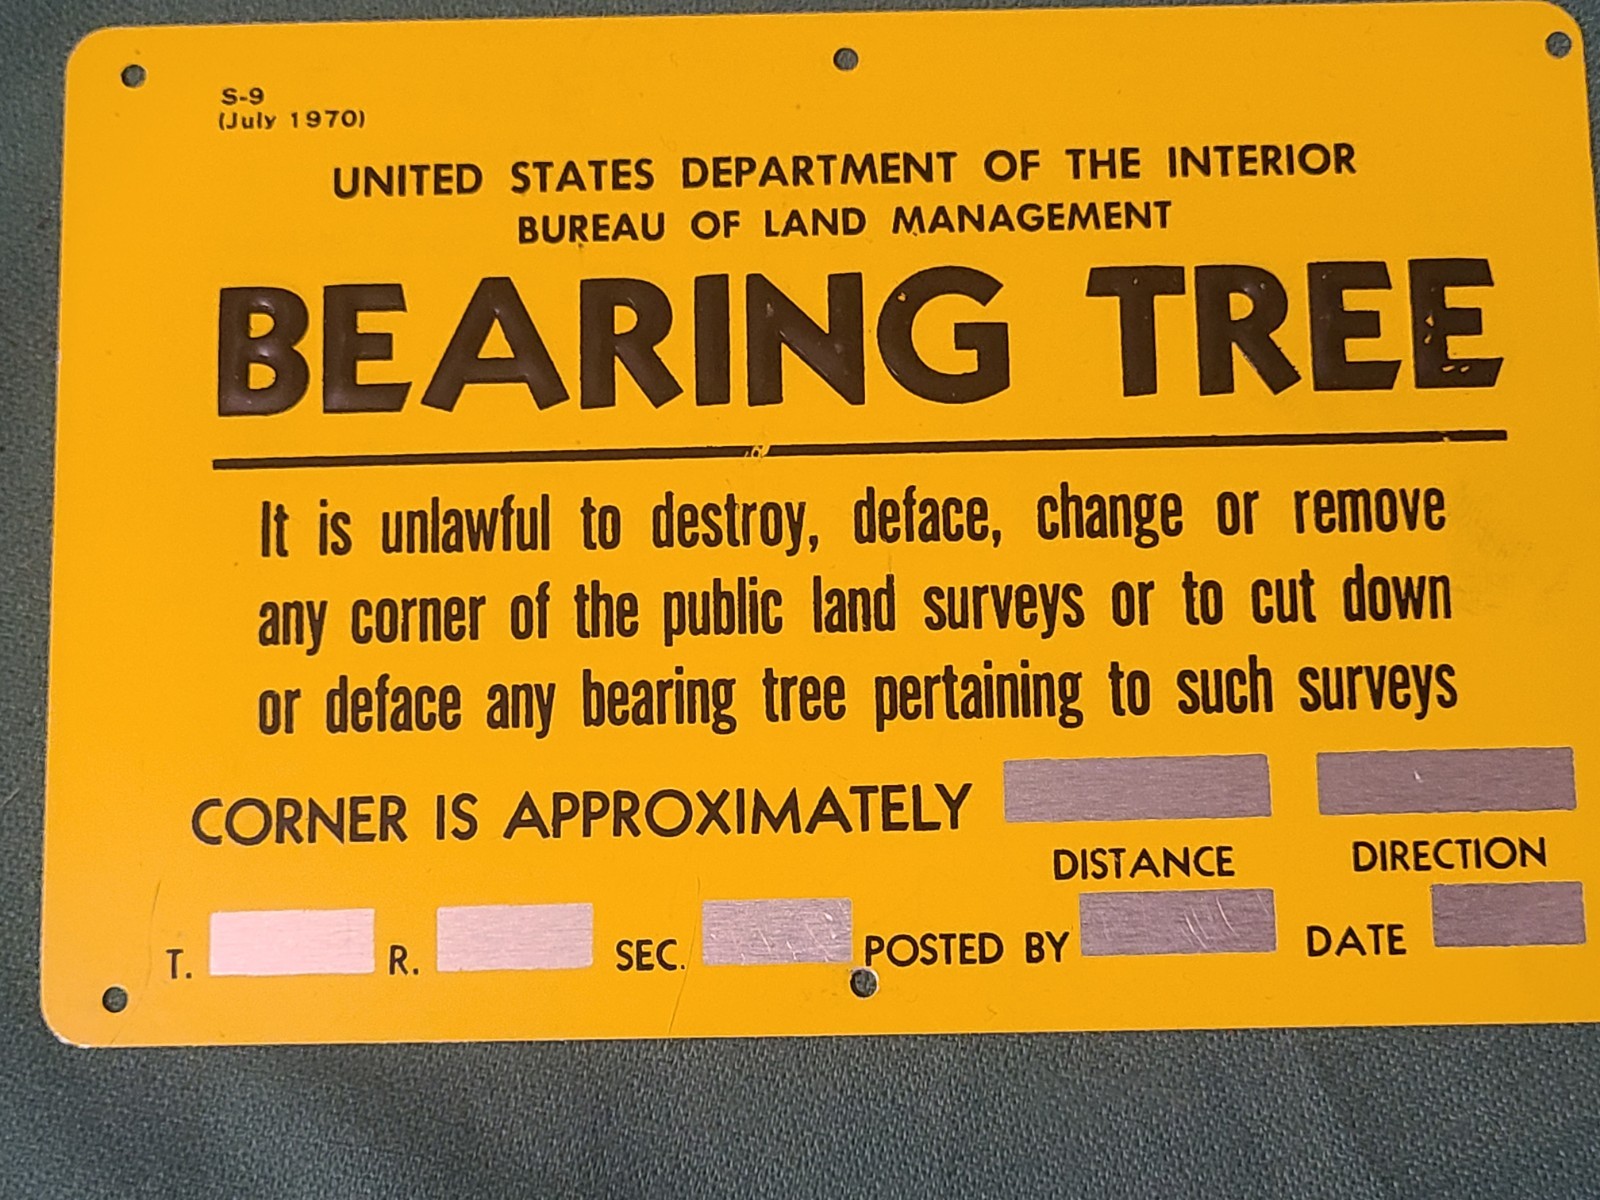 S-9
(July 1970)
UNITED STATES DEPARTMENT OF THE INTERIOR
BUREAU OF LAND MANAGEMENT
BEARING TREE
It is unlawful to destroy, deface, change or remove
any corner of the public land surveys or to cut down
or deface any bearing tree pertaining to such surveys
CORNER IS APPROXIMATELY
DISTANCE DIRECTION
T. R. SEC. POSTED BY DATE